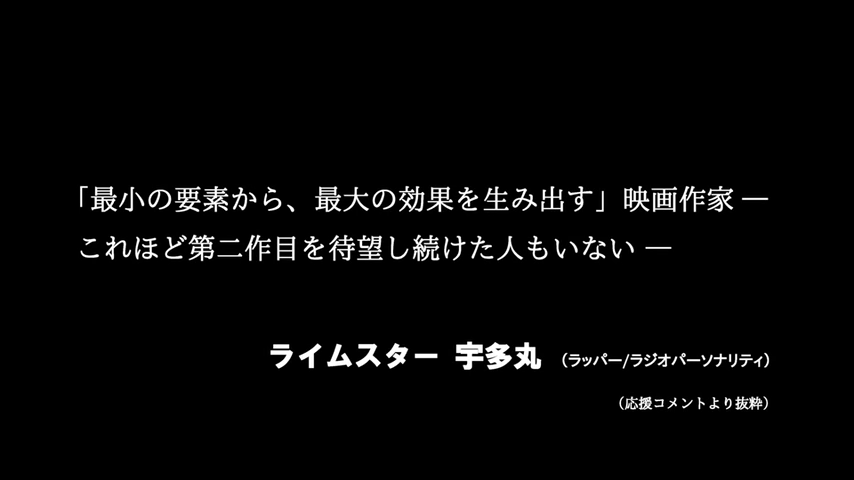 「最小の要素から、最大の効果を生み出す」映画作家 ―
これほど第二作目を待望し続けた人もいない ―
ライムスター 宇多丸 （ラッパー/ラジオパーソナリティ）
（応援コメントより抜粋）